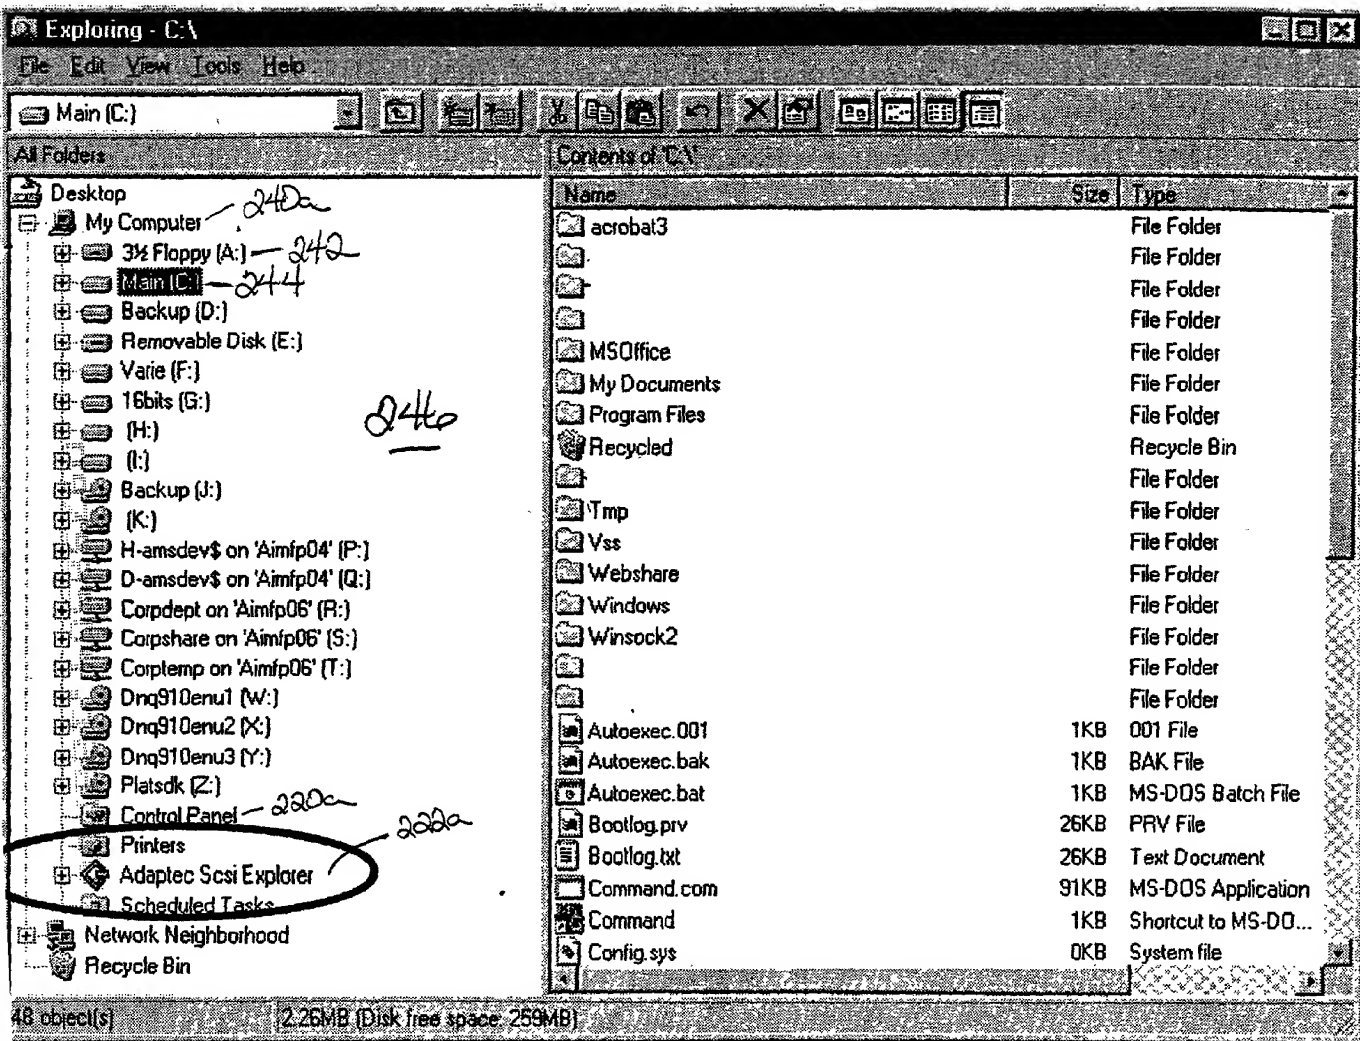 Exploring - C:\
File Edit View Tools Help
Main (C:)
All Folders
Contents of 'C:\'
Desktop
My Computer 240a
3½ Floppy (A:) 242
Main (C:) 244
Backup (D:)
Removable Disk (E:)
Varie (F:)
16bits (G:)
246
(H:)
(I:)
Backup (J:)
(K:)
H-amsdev$ on 'Aimfp04' (P:)
D-amsdev$ on 'Aimfp04' (Q:)
Corpdept on 'Aimfp06' (R:)
Corpshare on 'Aimfp06' (S:)
Corptemp on 'Aimfp06' (T:)
Dnq910enu1 (W:)
Dnq910enu2 (X:)
Dnq910enu3 (Y:)
Platsdk (Z:)
Control Panel 220a
222a
Printers
Adaptec Scsi Explorer
Scheduled Tasks
Network Neighborhood
Recycle Bin
Name Size Type
acrobat3 File Folder
File Folder
File Folder
File Folder
MSOffice File Folder
My Documents File Folder
Program Files File Folder
Recycled Recycle Bin
File Folder
Tmp File Folder
Vss File Folder
Webshare File Folder
Windows File Folder
Winsock2 File Folder
File Folder
File Folder
Autoexec.001 1KB 001 File
Autoexec.bak 1KB BAK File
Autoexec.bat 1KB MS-DOS Batch File
Bootlog.prv 26KB PRV File
Bootlog.txt 26KB Text Document
Command.com 91KB MS-DOS Application
Command 1KB Shortcut to MS-DO...
Config.sys 0KB System file
48 object(s) 2.26MB (Disk free space: 259MB)